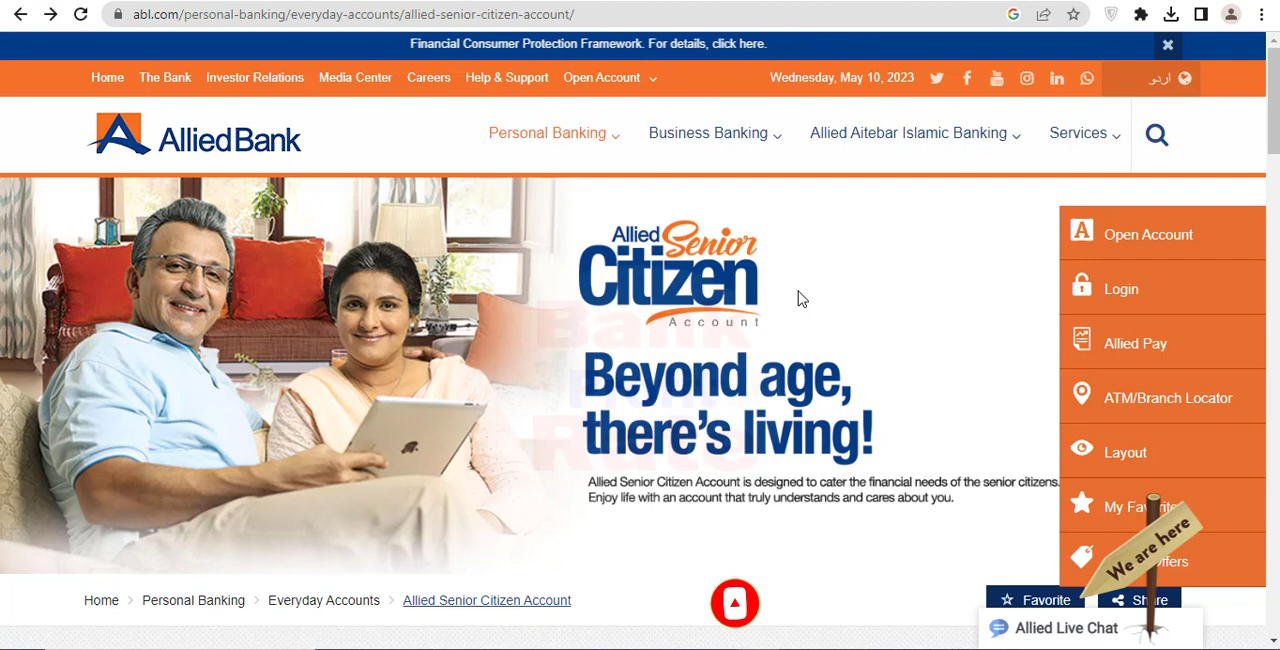 abl.com/personal-banking/everyday-accounts/allied-senior-citizen-account/
Financial Consumer Protection Framework. For details, click here.
Home The Bank Investor Relations Media Center Careers Help & Support Open Account Wednesday, May 10, 2023 اردو
AlliedBank
Personal Banking Business Banking Allied Aitebar Islamic Banking Services
Allied Senior
Citizen
Account
Beyond age,
there's living!
Allied Senior Citizen Account is designed to cater the financial needs of the senior citizens.
Enjoy life with an account that truly understands and cares about you.
Bank
Rate
Open Account
Login
Allied Pay
ATM/Branch Locator
Layout
My Favorite
We are here
Home Personal Banking Everyday Accounts Allied Senior Citizen Account
Favorite Share
Allied Live Chat